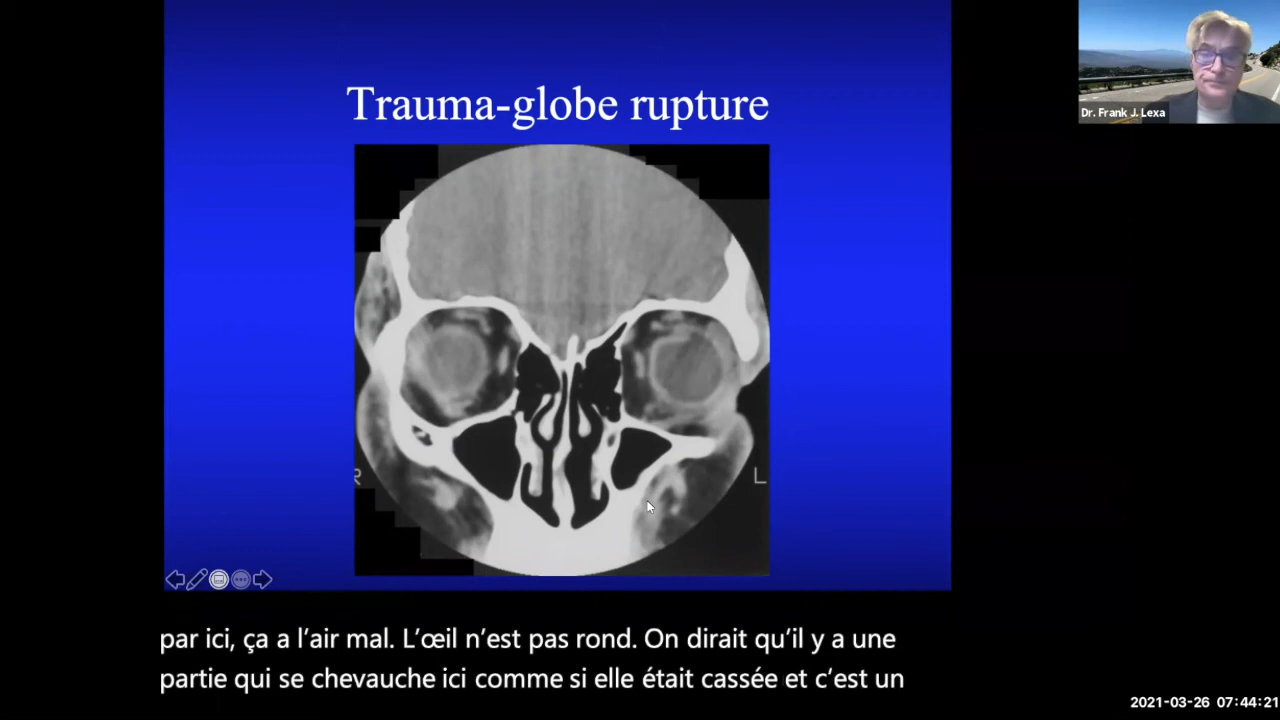 Trauma-globe rupture
Dr. Frank J. Lexa
R
L
par ici, ça a l’air mal. L’œil n’est pas rond. On dirait qu’il y a une
partie qui se chevauche ici comme si elle était cassée et c’est un
2021-03-26 07:44:21